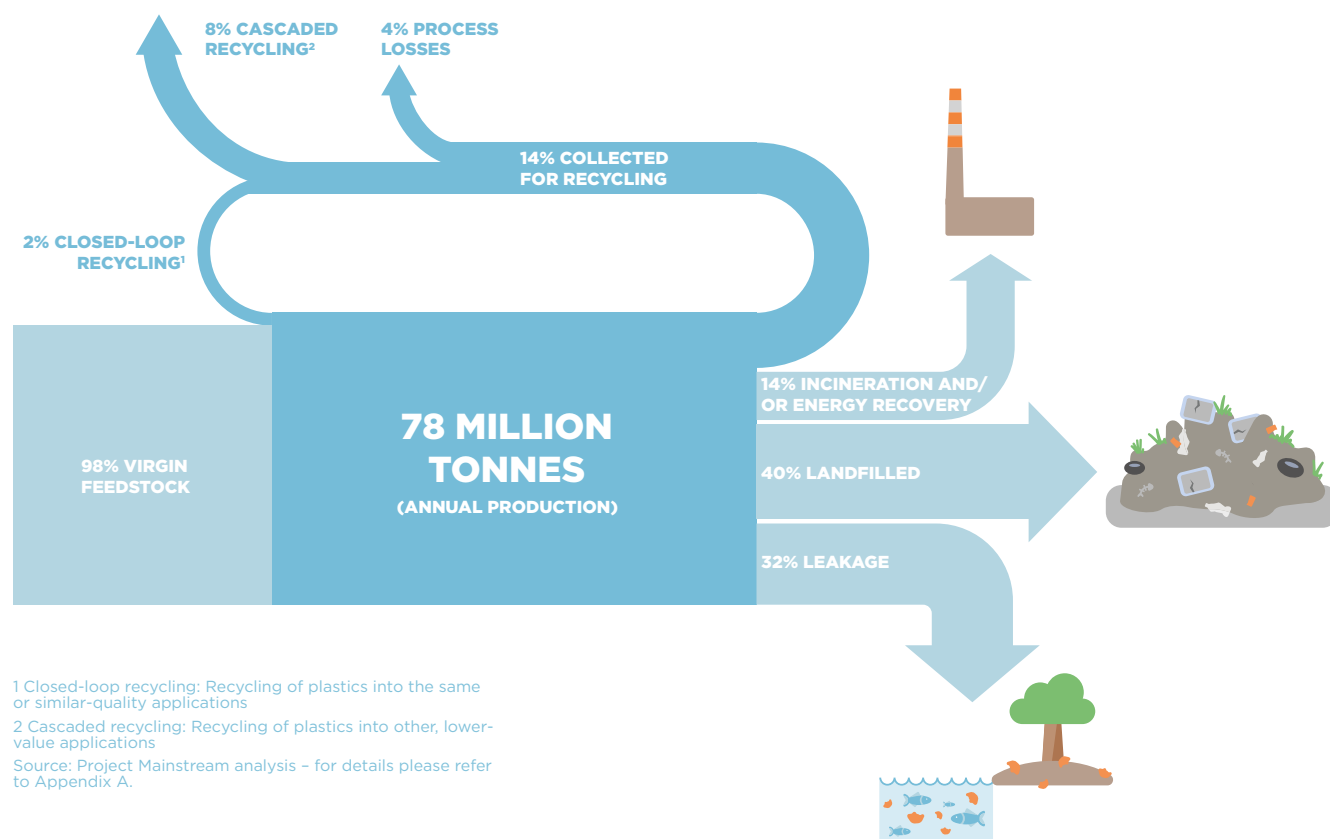 8% CASCADED
RECYCLING²
4% PROCESS
LOSSES
14% COLLECTED
FOR RECYCLING
2% CLOSED-LOOP
RECYCLING¹
98% VIRGIN
FEEDSTOCK
78 MILLION
TONNES
(ANNUAL PRODUCTION)
14% INCINERATION AND/
OR ENERGY RECOVERY
40% LANDFILLED
32% LEAKAGE
1 Closed-loop recycling: Recycling of plastics into the same
or similar-quality applications
2 Cascaded recycling: Recycling of plastics into other, lower-
value applications
Source: Project Mainstream analysis – for details please refer
to Appendix A.